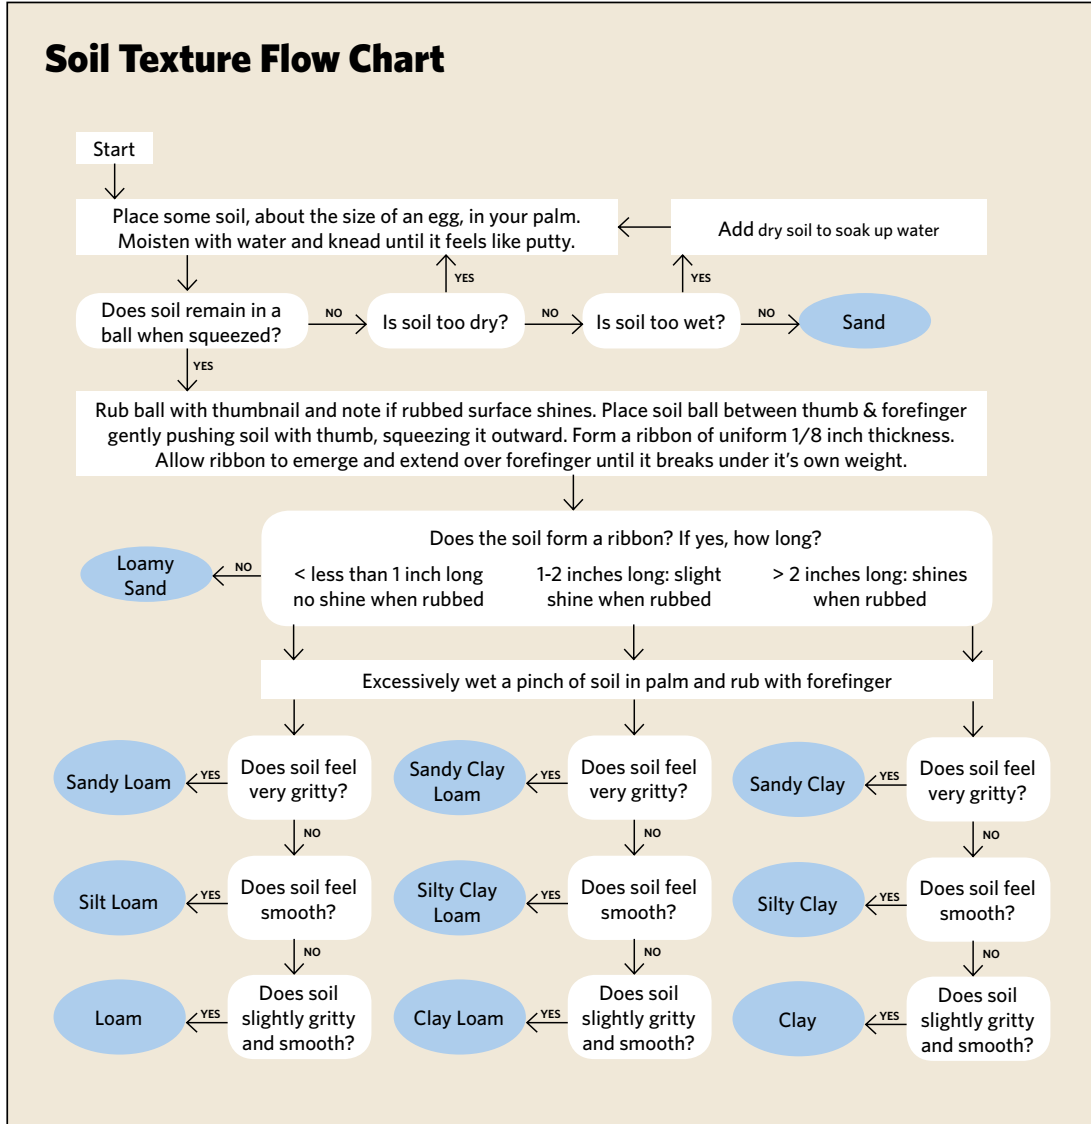 Soil Texture Flow Chart
Start
Place some soil, about the size of an egg, in your palm.
Moisten with water and knead until it feels like putty.
Add dry soil to soak up water
YES
YES
Does soil remain in a
ball when squeezed?
NO
Is soil too dry?
NO
Is soil too wet?
NO
Sand
YES
Rub ball with thumbnail and note if rubbed surface shines. Place soil ball between thumb & forefinger
gently pushing soil with thumb, squeezing it outward. Form a ribbon of uniform 1/8 inch thickness.
Allow ribbon to emerge and extend over forefinger until it breaks under it's own weight.
Does the soil form a ribbon? If yes, how long?
Loamy
Sand
NO
< less than 1 inch long
no shine when rubbed
1-2 inches long: slight
shine when rubbed
> 2 inches long: shines
when rubbed
Excessively wet a pinch of soil in palm and rub with forefinger
Sandy Loam
YES
Does soil feel
very gritty?
Sandy Clay
Loam
YES
Does soil feel
very gritty?
Sandy Clay
YES
Does soil feel
very gritty?
NO
NO
NO
Silt Loam
YES
Does soil feel
smooth?
Silty Clay
Loam
YES
Does soil feel
smooth?
Silty Clay
YES
Does soil feel
smooth?
NO
NO
NO
Loam
YES
Does soil
slightly gritty
and smooth?
Clay Loam
YES
Does soil
slightly gritty
and smooth?
Clay
YES
Does soil
slightly gritty
and smooth?